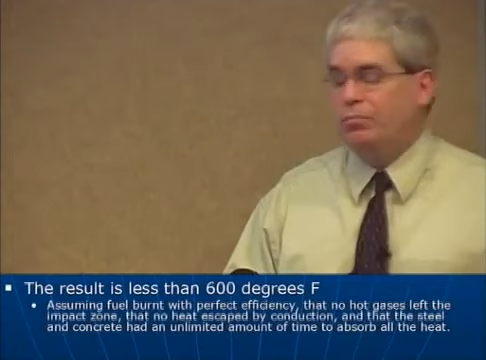 The result is less than 600 degrees F
Assuming fuel burnt with perfect efficiency, that no hot gases left the
impact zone, that no heat escaped by conduction, and that the steel
and concrete had an unlimited amount of time to absorb all the heat.